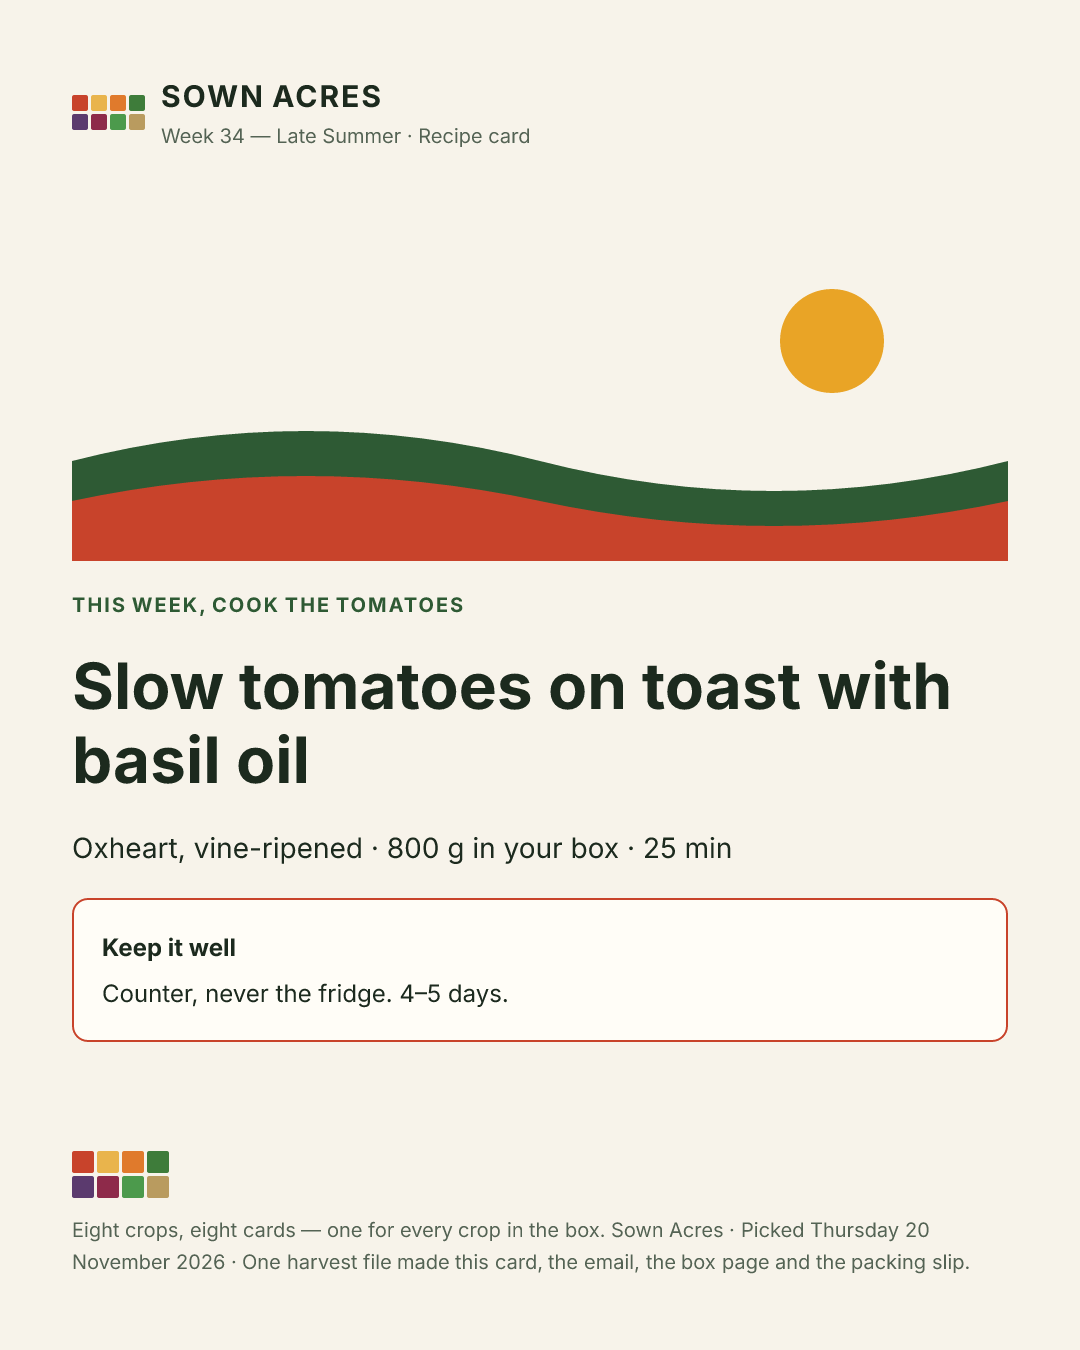 SOWN ACRES
Week 34 — Late Summer · Recipe card
THIS WEEK, COOK THE TOMATOES
Slow tomatoes on toast with
basil oil
Oxheart, vine-ripened · 800 g in your box · 25 min
Keep it well
Counter, never the fridge. 4–5 days.
Eight crops, eight cards — one for every crop in the box. Sown Acres · Picked Thursday 20
November 2026 · One harvest file made this card, the email, the box page and the packing slip.